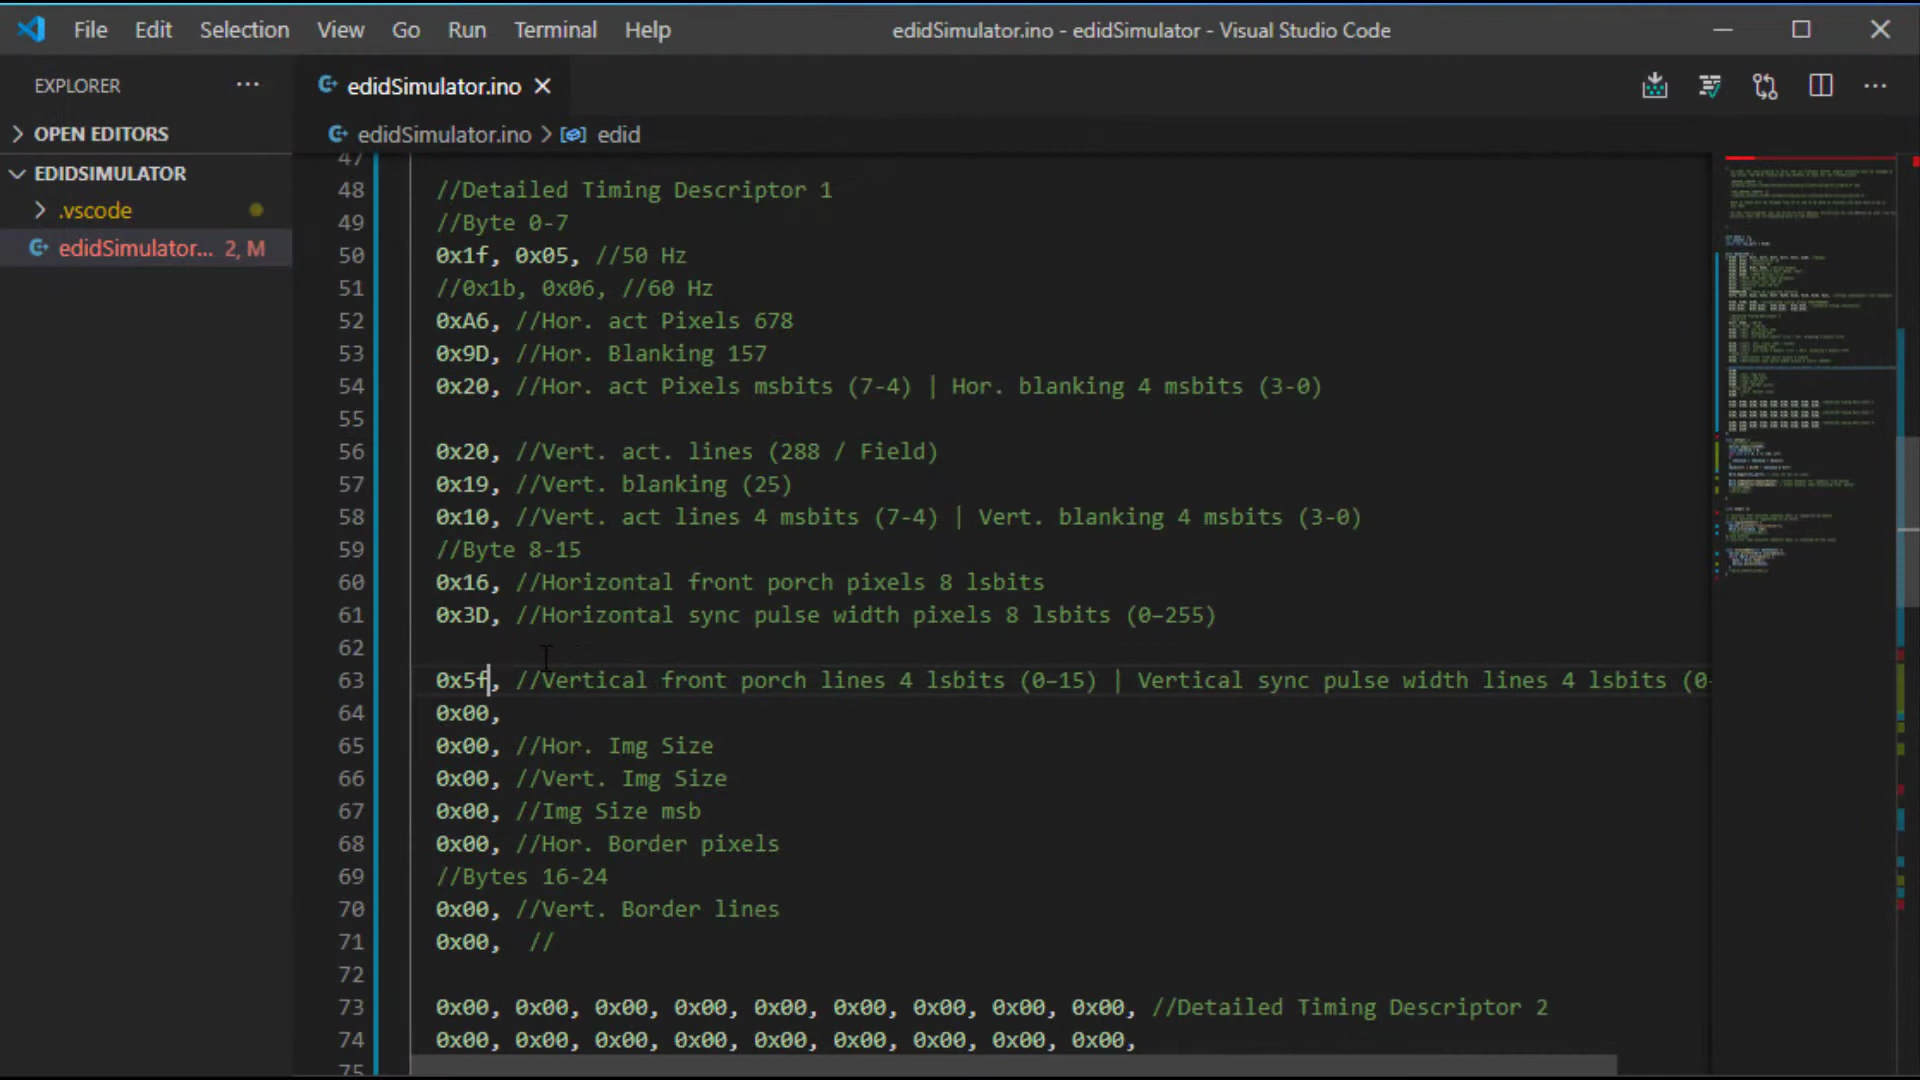 File Edit Selection View Go Run Terminal Help edidSimulator.ino - edidSimulator - Visual Studio Code
EXPLORER
edidSimulator.ino
OPEN EDITORS
edidSimulator.ino > edid
EDIDSIMULATOR
.vscode
edidSimulator... 2, M
47
48 //Detailed Timing Descriptor 1
49 //Byte 0-7
50 0x1f, 0x05, //50 Hz
51 //0x1b, 0x06, //60 Hz
52 0xA6, //Hor. act Pixels 678
53 0x9D, //Hor. Blanking 157
54 0x20, //Hor. act Pixels msbits (7-4) | Hor. blanking 4 msbits (3-0)
55
56 0x20, //Vert. act. lines (288 / Field)
57 0x19, //Vert. blanking (25)
58 0x10, //Vert. act lines 4 msbits (7-4) | Vert. blanking 4 msbits (3-0)
59 //Byte 8-15
60 0x16, //Horizontal front porch pixels 8 lsbits
61 0x3D, //Horizontal sync pulse width pixels 8 lsbits (0–255)
62
63 0x5f, //Vertical front porch lines 4 lsbits (0–15) | Vertical sync pulse width lines 4 lsbits (0–
64 0x00,
65 0x00, //Hor. Img Size
66 0x00, //Vert. Img Size
67 0x00, //Img Size msb
68 0x00, //Hor. Border pixels
69 //Bytes 16-24
70 0x00, //Vert. Border lines
71 0x00, //
72
73 0x00, 0x00, 0x00, 0x00, 0x00, 0x00, 0x00, 0x00, 0x00, //Detailed Timing Descriptor 2
74 0x00, 0x00, 0x00, 0x00, 0x00, 0x00, 0x00, 0x00, 0x00,
75